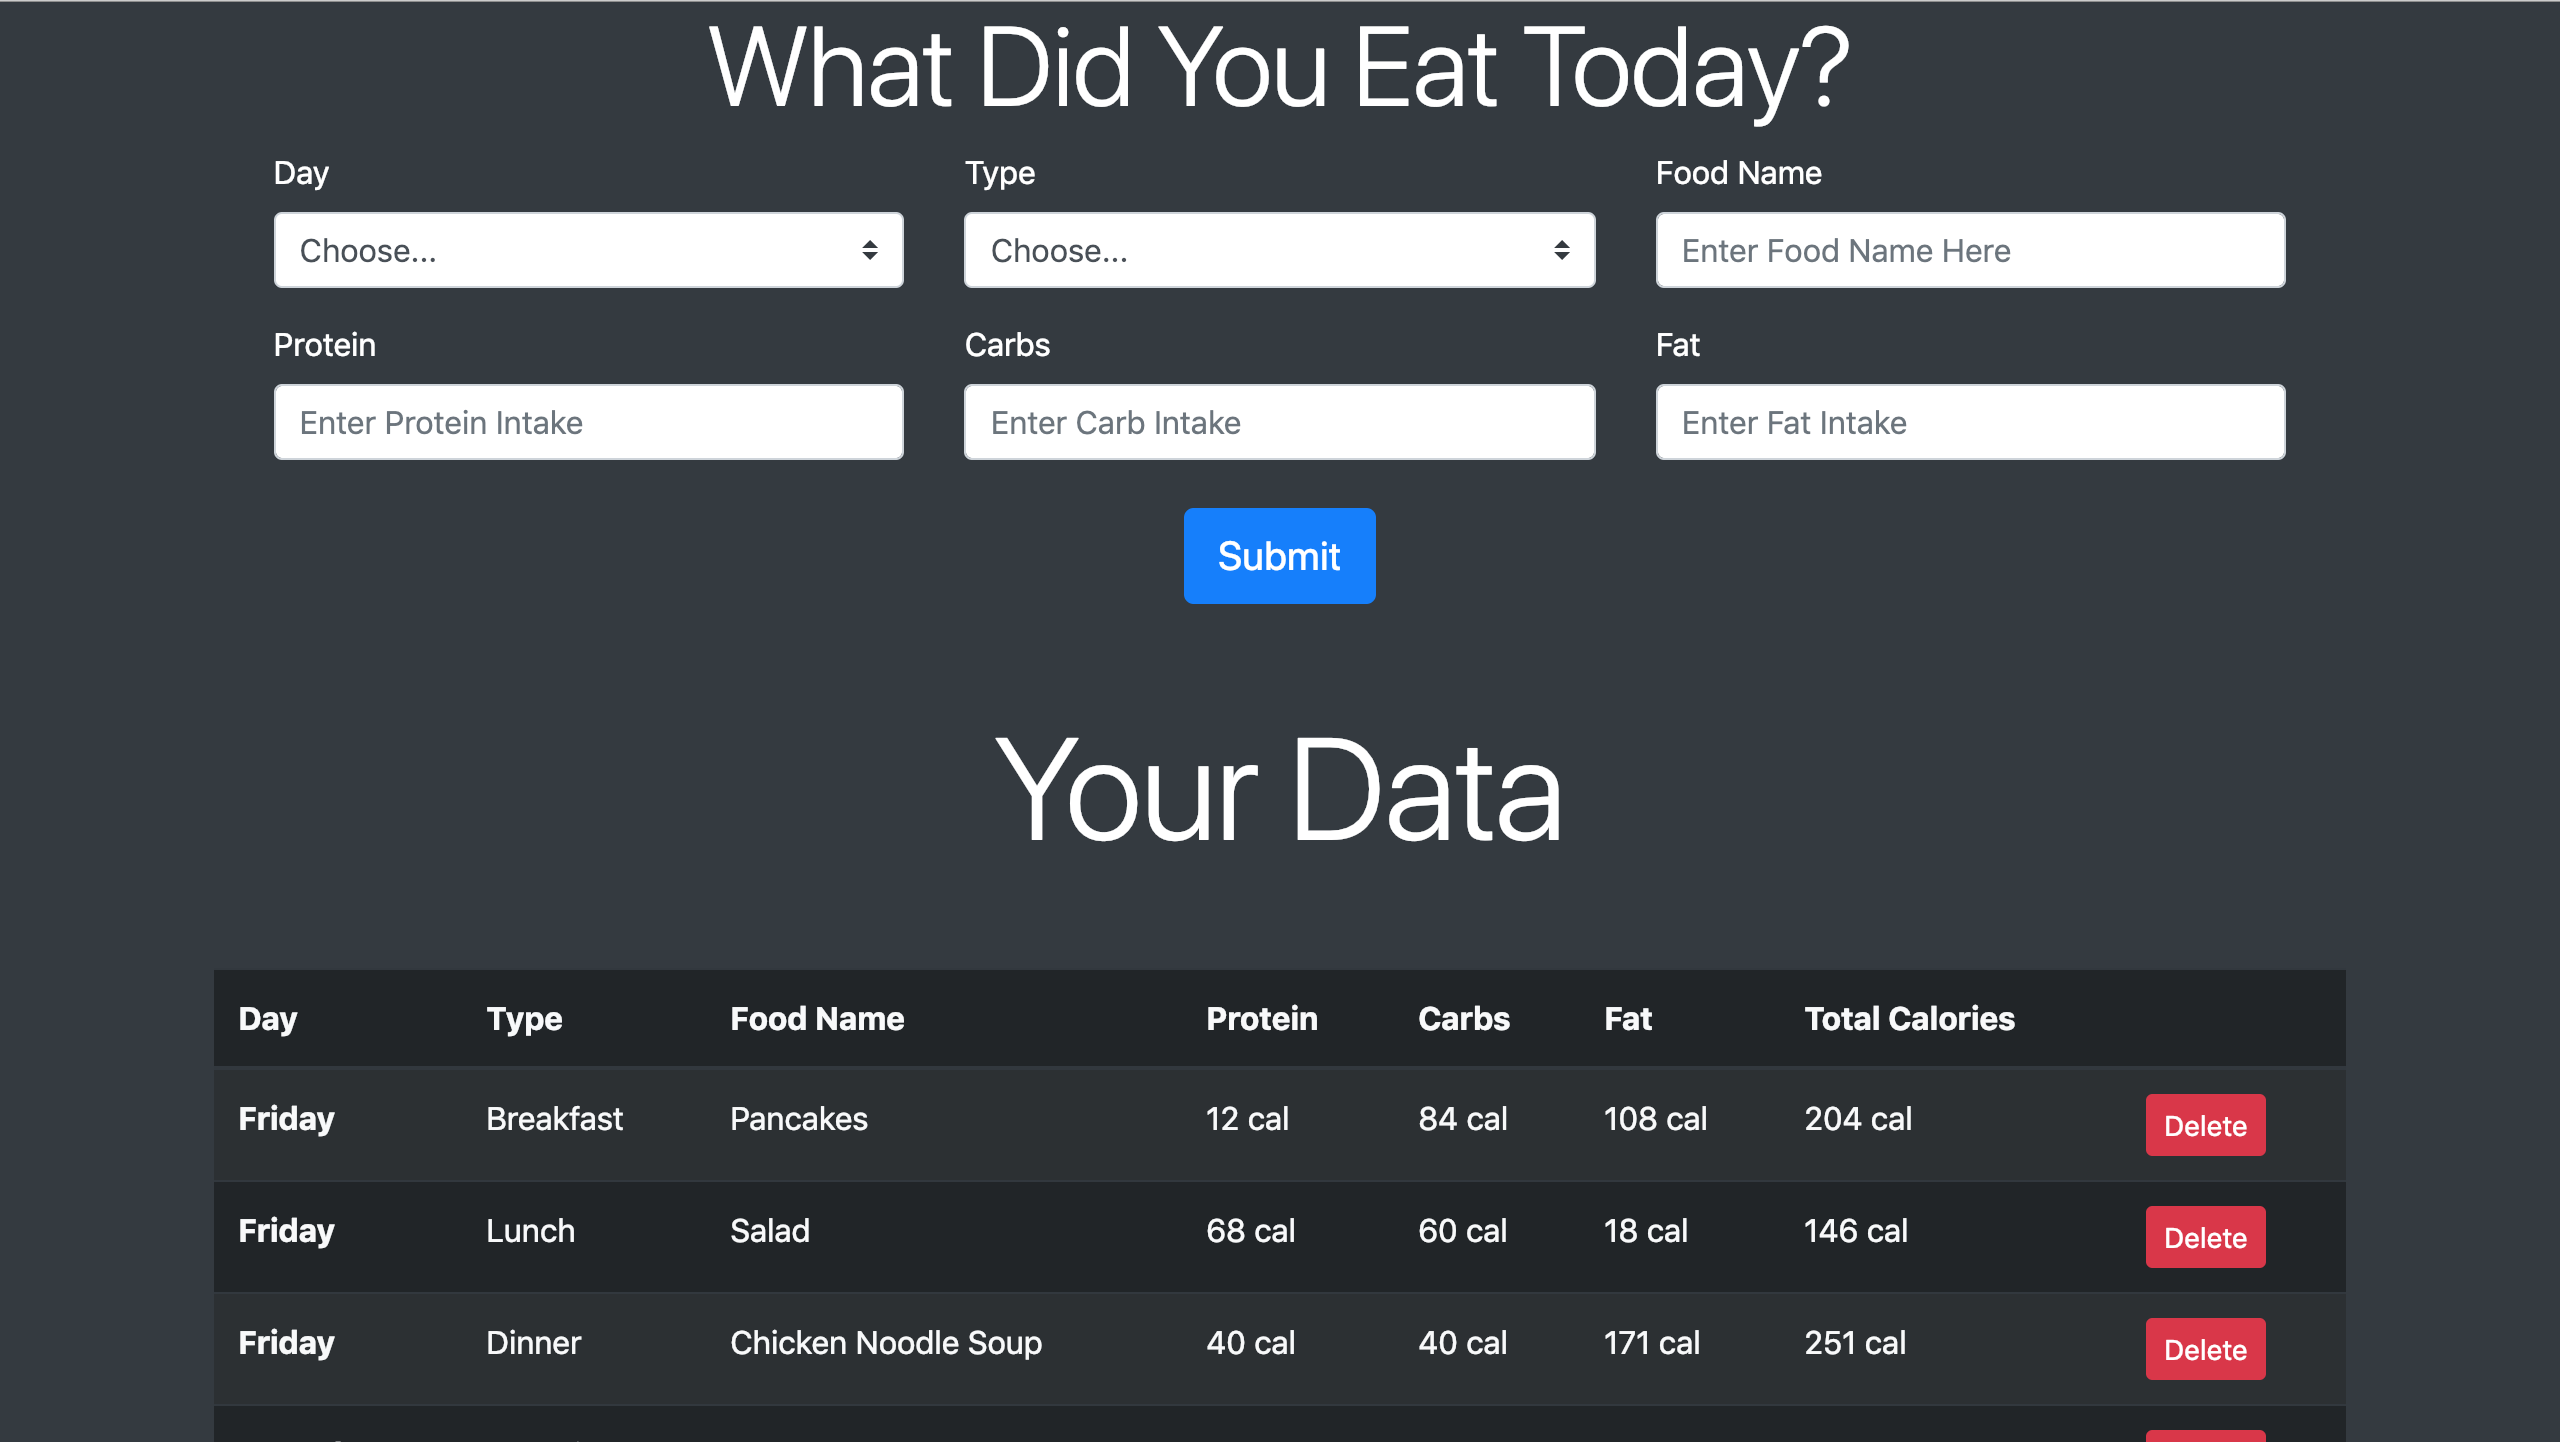 What Did You Eat Today?
Day Type Food Name
Choose... Choose... Enter Food Name Here
Protein Carbs Fat
Enter Protein Intake Enter Carb Intake Enter Fat Intake
Submit
Your Data
Day Type Food Name Protein Carbs Fat Total Calories
Friday Breakfast Pancakes 12 cal 84 cal 108 cal 204 cal Delete
Friday Lunch Salad 68 cal 60 cal 18 cal 146 cal Delete
Friday Dinner Chicken Noodle Soup 40 cal 40 cal 171 cal 251 cal Delete